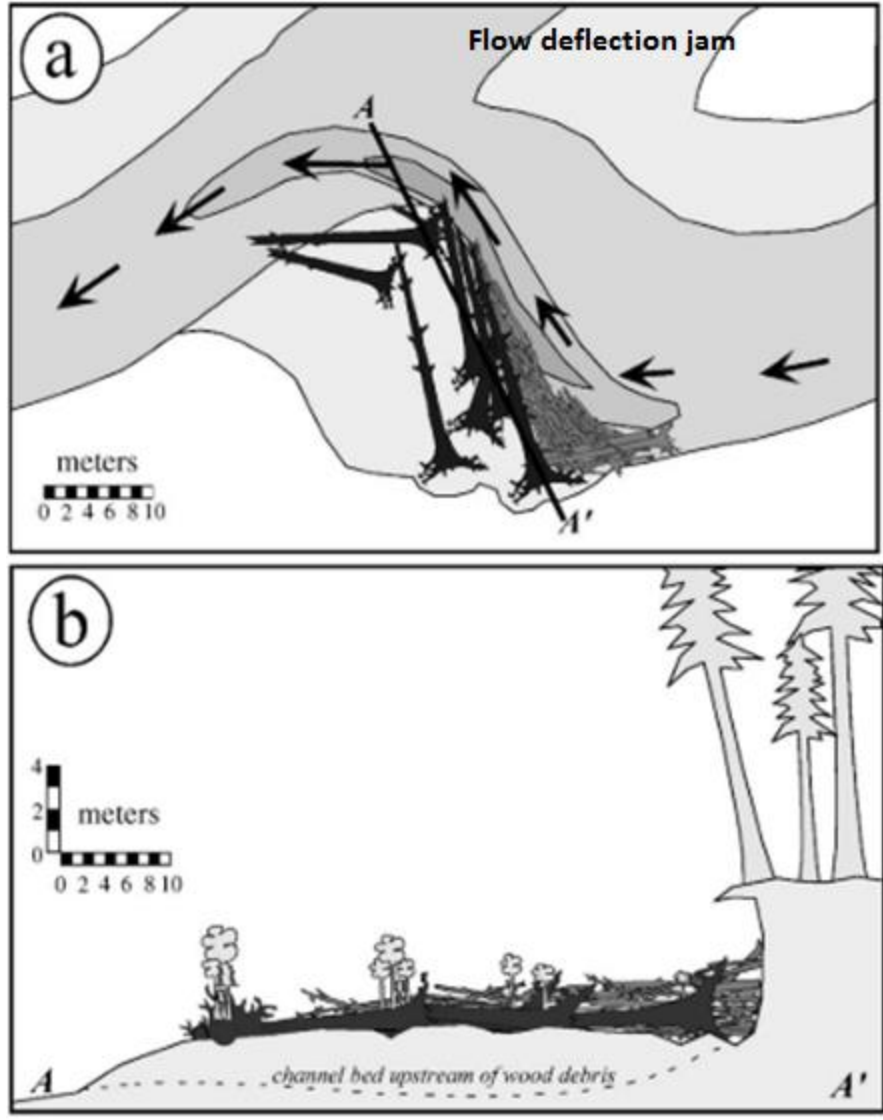 a
Flow deflection jam
A
meters
0 2 4 6 8 10
A'
b
4
2
meters
0
0 2 4 6 8 10
channel bed upstream of wood debris
A
A'